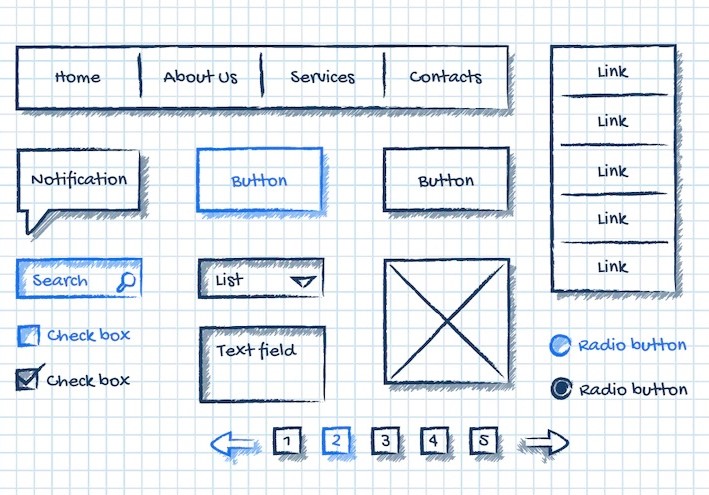 Home
About Us
Services
Contacts
Link
Link
Link
Link
Link
Notification
Button
Button
Search
List
Check box
Check box
Text field
Radio button
Radio button
1
2
3
4
5